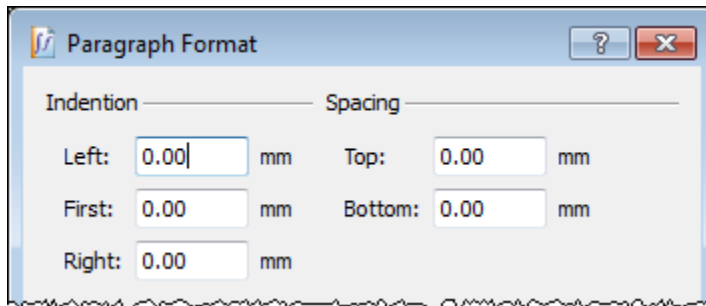 Paragraph Format
Indention Spacing
Left: 0.00 mm Top: 0.00 mm
First: 0.00 mm Bottom: 0.00 mm
Right: 0.00 mm